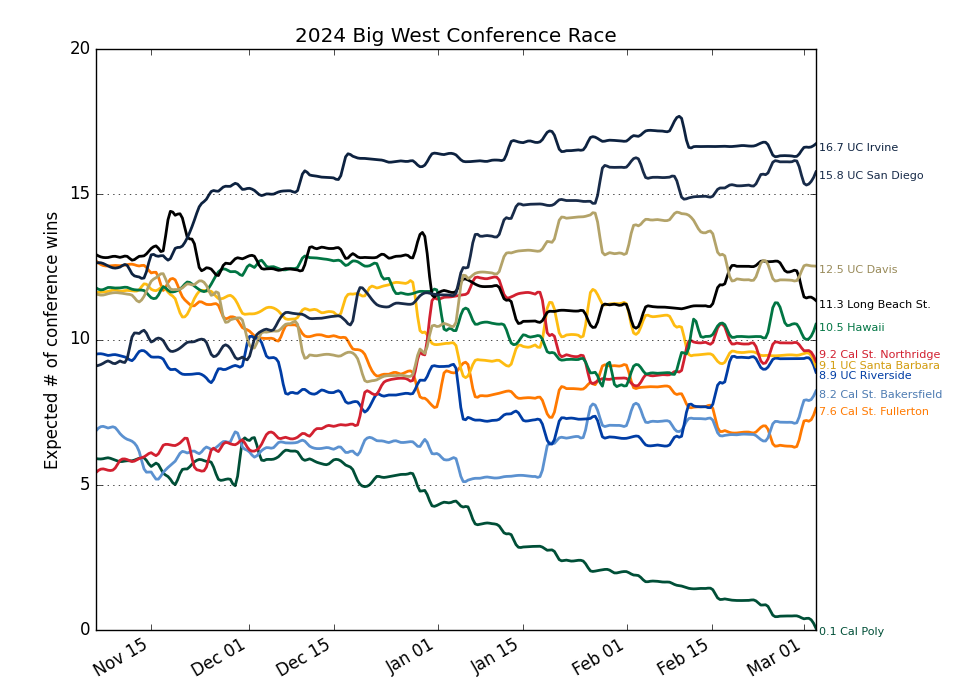 2024 Big West Conference Race
Expected # of conference wins
20
15
10
5
0
Nov 15
Dec 01
Dec 15
Jan 01
Jan 15
Feb 01
Feb 15
Mar 01
16.7 UC Irvine
15.8 UC San Diego
12.5 UC Davis
11.3 Long Beach St.
10.5 Hawaii
9.2 Cal St. Northridge
9.1 UC Santa Barbara
8.9 UC Riverside
8.2 Cal St. Bakersfield
7.6 Cal St. Fullerton
0.1 Cal Poly